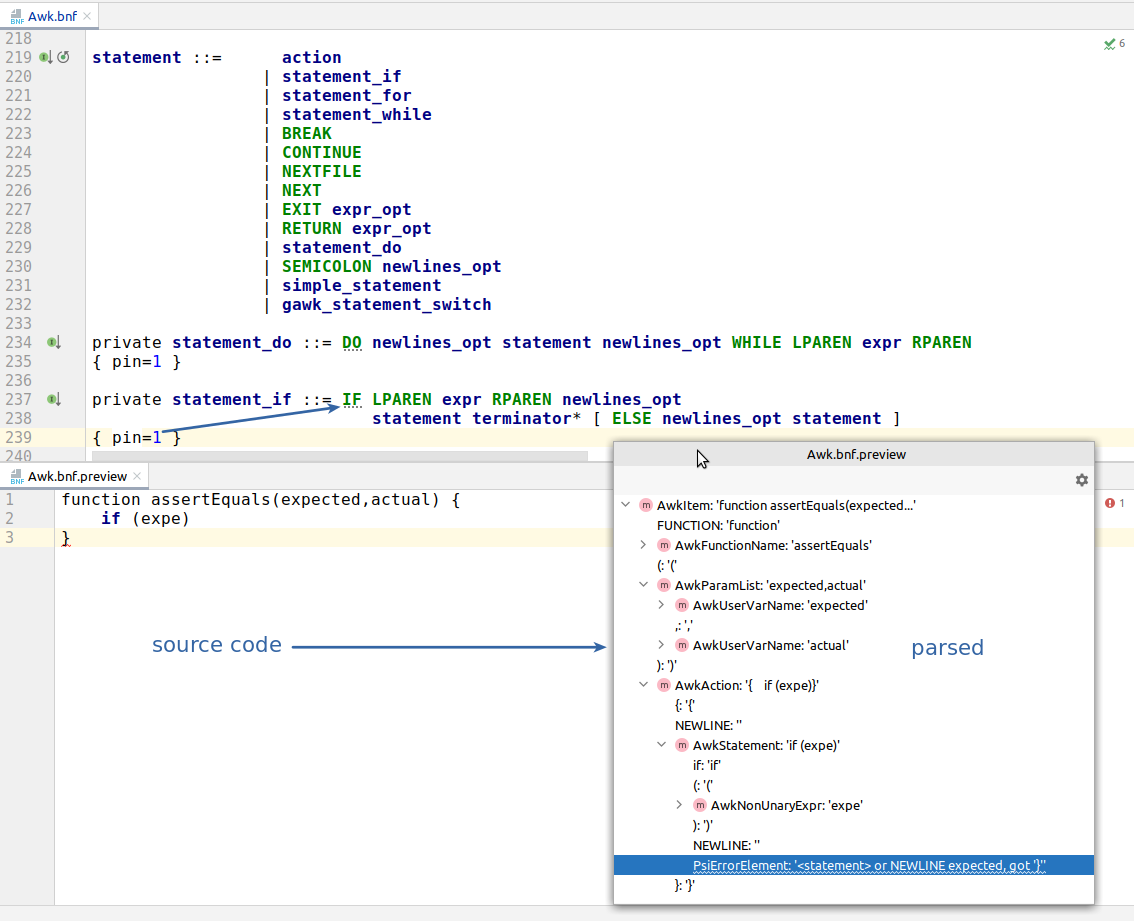 Awk.bnf
218
219 statement ::= action
220 | statement_if
221 | statement_for
222 | statement_while
223 | BREAK
224 | CONTINUE
225 | NEXTFILE
226 | NEXT
227 | EXIT expr_opt
228 | RETURN expr_opt
229 | statement_do
230 | SEMICOLON newlines_opt
231 | simple_statement
232 | gawk_statement_switch
233
234 private statement_do ::= DO newlines_opt statement newlines_opt WHILE LPAREN expr RPAREN
235 { pin=1 }
236
237 private statement_if ::= IF LPAREN expr RPAREN newlines_opt
238 statement terminator* [ ELSE newlines_opt statement ]
239 { pin=1 }
240
6
Awk.bnf.preview
1 function assertEquals(expected,actual) {
2 if (expe)
3 }
source code
Awk.bnf.preview
AwkItem: 'function assertEquals(expected...'
FUNCTION: 'function'
AwkFunctionName: 'assertEquals'
(: '('
AwkParamList: 'expected,actual'
AwkUserVarName: 'expected'
,: ','
AwkUserVarName: 'actual'
): ')'
AwkAction: '{ if (expe)}'
{: '{'
NEWLINE: ''
AwkStatement: 'if (expe)'
if: 'if'
(: '('
AwkNonUnaryExpr: 'expe'
): ')'
NEWLINE: ''
PsiErrorElement: '<statement> or NEWLINE expected, got '}''
}: '}'
parsed
1